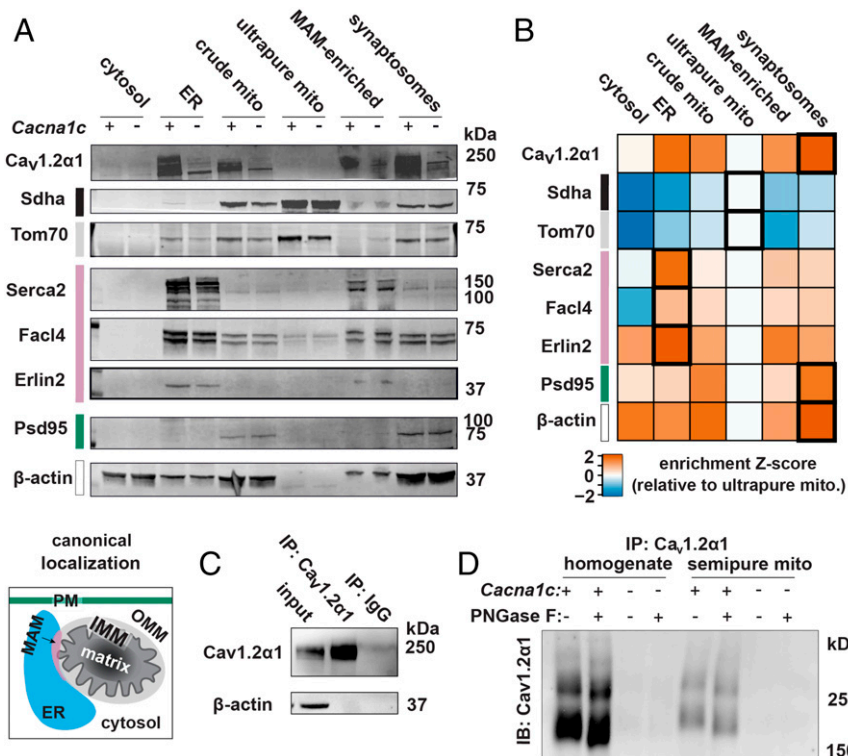 A
cytosol
ER
crude mito
ultrapure mito
MAM-enriched
synaptosomes
Cacna1c + - + - + - + - + - + - kDa
Cav1.2α1 250
Sdha 75
Tom70 75
Serca2 150
100
Facl4 75
Erlin2 37
Psd95 100
75
β-actin 37
B
cytosol
ER
crude mito
ultrapure mito
MAM-enriched
synaptosomes
Cav1.2α1
Sdha
Tom70
Serca2
Facl4
Erlin2
Psd95
β-actin
2
0
−2
enrichment Z-score
(relative to ultrapure mito.)
canonical
localization
PM
MAM
OMM
IMM
matrix
ER
cytosol
C
input
IP: Cav1.2α1
IP: IgG
kDa
Cav1.2α1 250
β-actin 37
D
IP: Cav1.2α1
homogenate semipure mito
Cacna1c: + + - - + + - -
PNGase F: - + - + - + - +
IB: Cav1.2α1